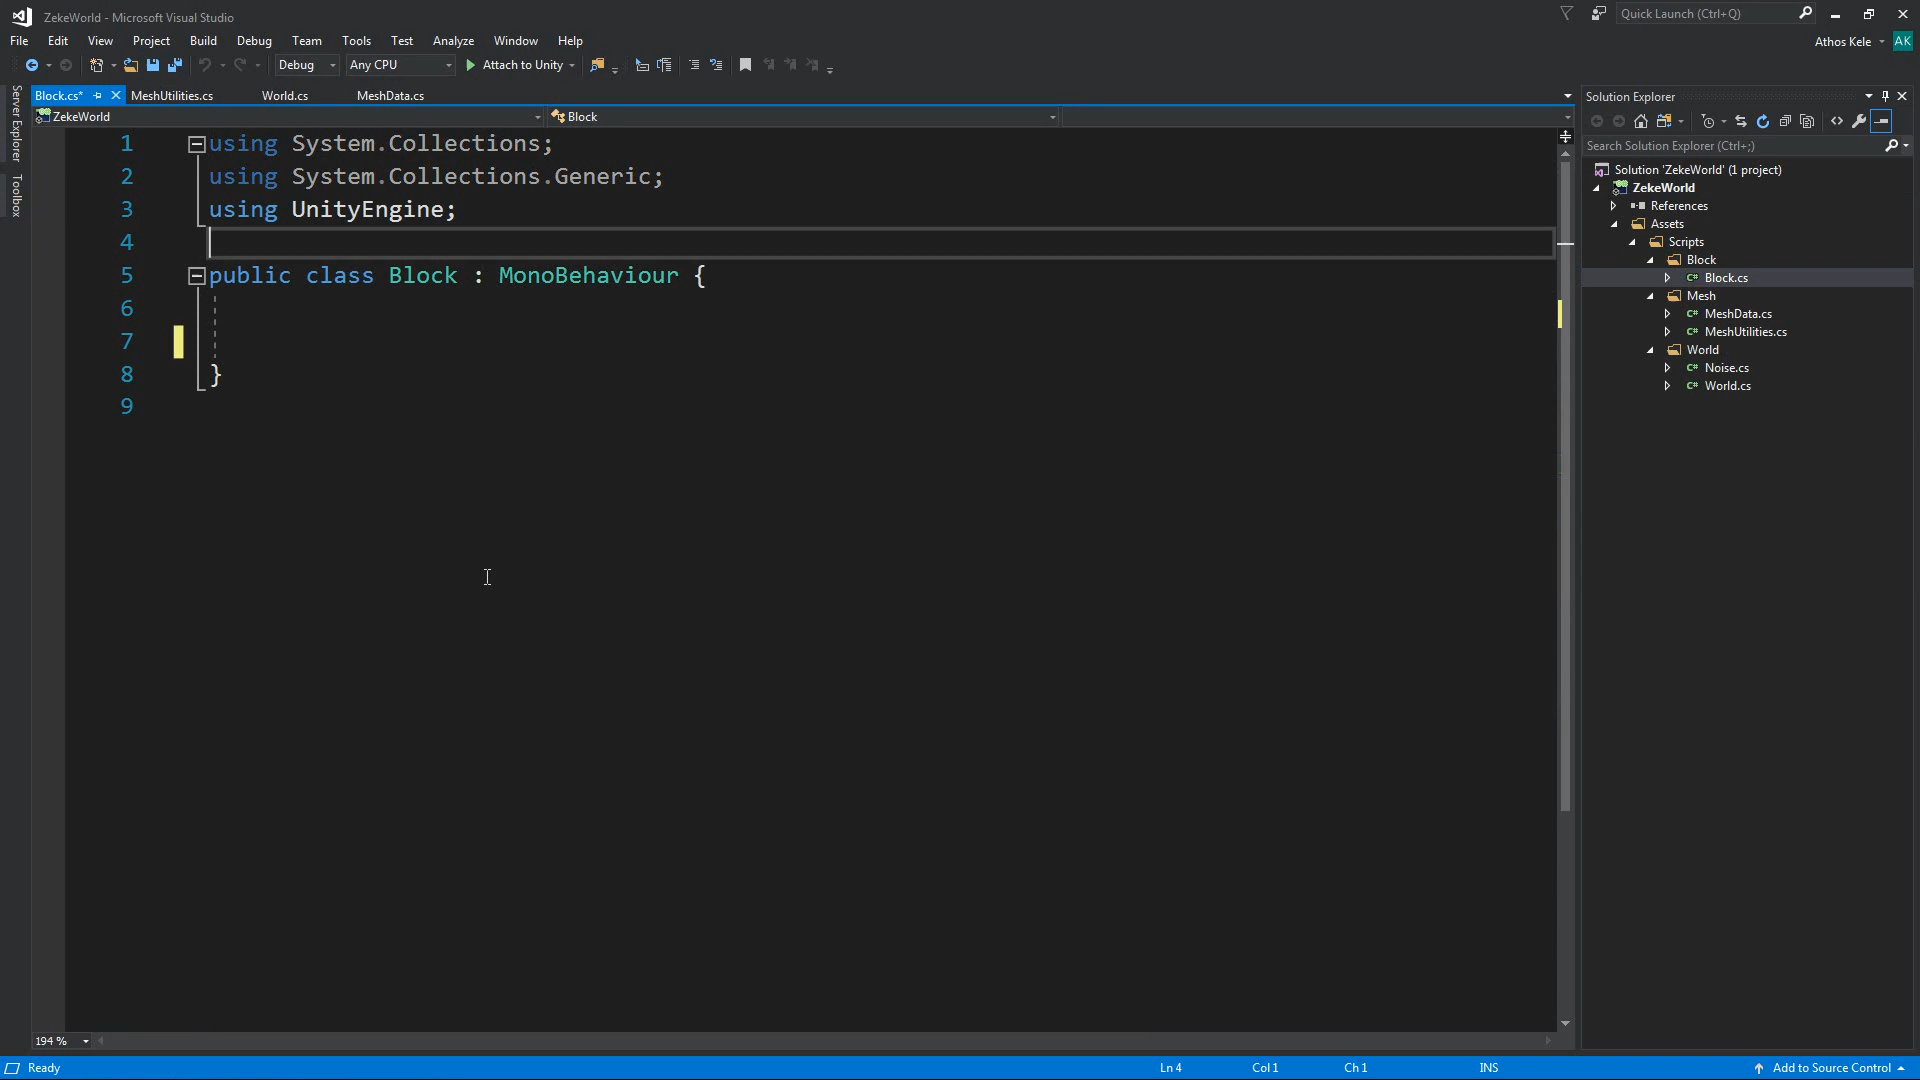 ZekeWorld - Microsoft Visual Studio
Quick Launch (Ctrl+Q)
File Edit View Project Build Debug Team Tools Test Analyze Window Help
Athos Kele AK
Debug Any CPU Attach to Unity
Server Explorer
Toolbox
Block.cs* MeshUtilities.cs World.cs MeshData.cs
ZekeWorld Block
1 using System.Collections;
2 using System.Collections.Generic;
3 using UnityEngine;
4
5 public class Block : MonoBehaviour {
6
7
8 }
9
194 %
Solution Explorer
Search Solution Explorer (Ctrl+;)
Solution 'ZekeWorld' (1 project)
ZekeWorld
References
Assets
Scripts
Block
C# Block.cs
Mesh
C# MeshData.cs
C# MeshUtilities.cs
World
C# Noise.cs
C# World.cs
Ready Ln 4 Col 1 Ch 1 INS Add to Source Control